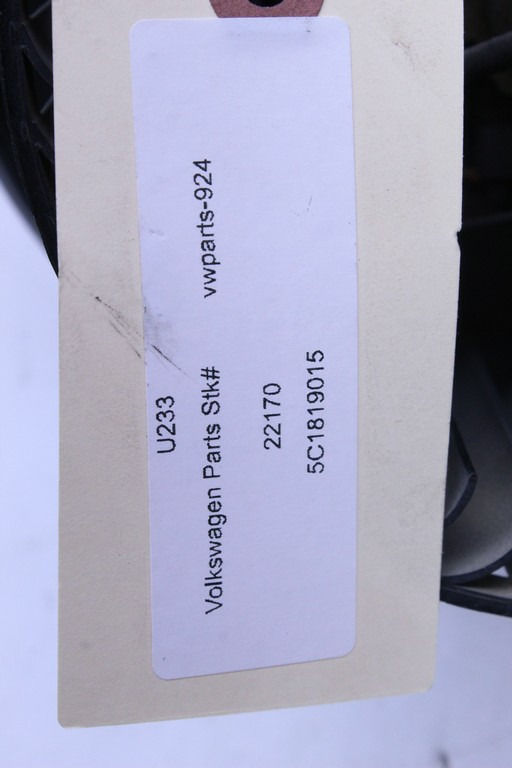 U233
Volkswagen Parts Stk# vwparts-924
22170
5C1819015